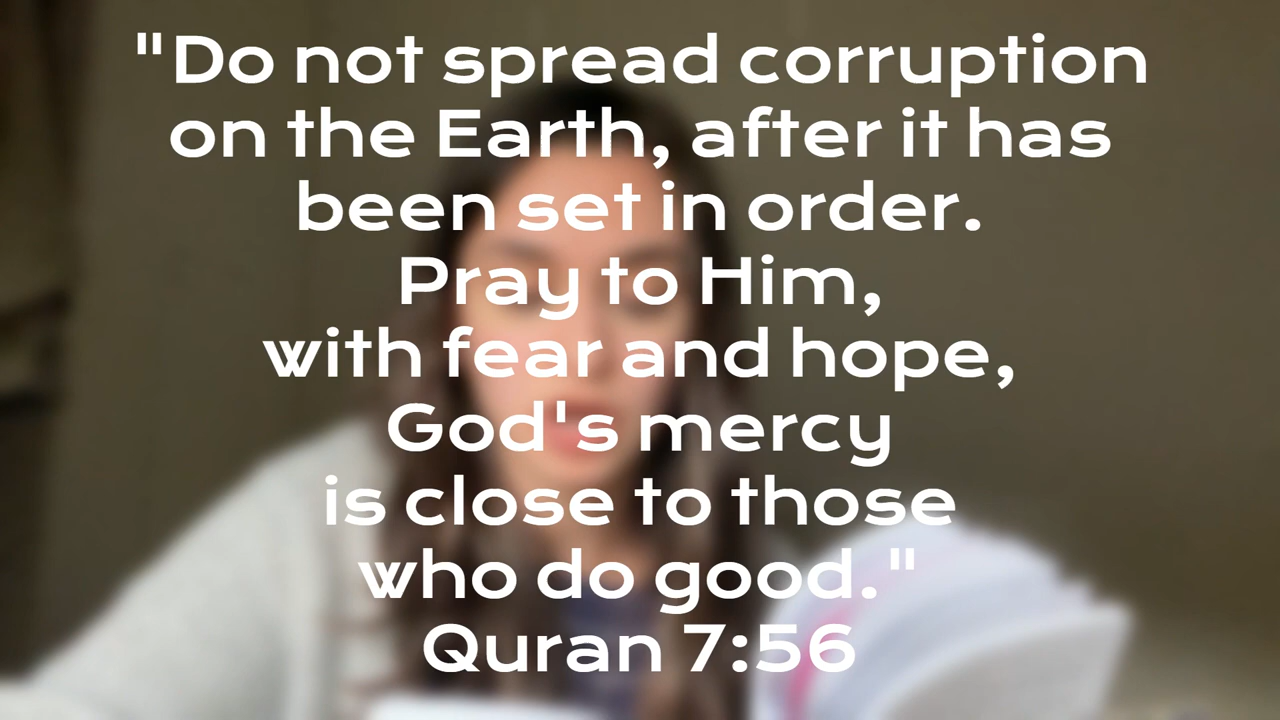 "Do not spread corruption
on the Earth, after it has
been set in order.
Pray to Him,
with fear and hope,
God's mercy
is close to those
who do good."
Quran 7:56